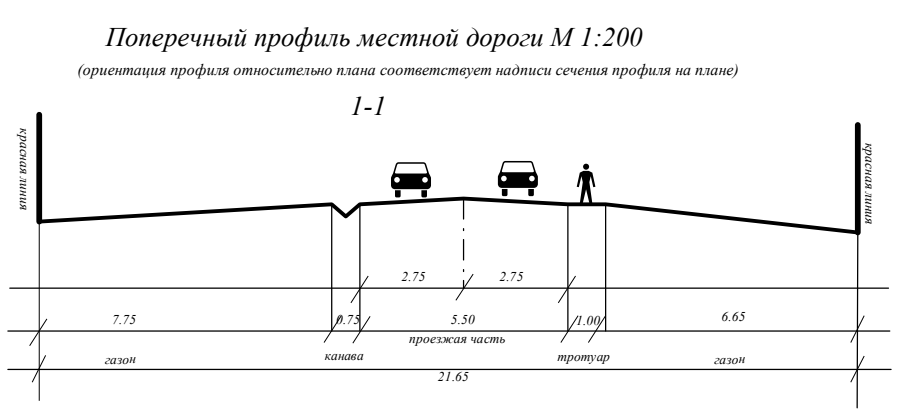 Поперечный профиль местной дороги М 1:200
(ориентация профиля относительно плана соответствует надписи сечения профиля на плане)
1-1
красная линия
красная линия
2.75
2.75
7.75
0.75
5.50
1.00
6.65
проезжая часть
газон
канава
тротуар
газон
21.65